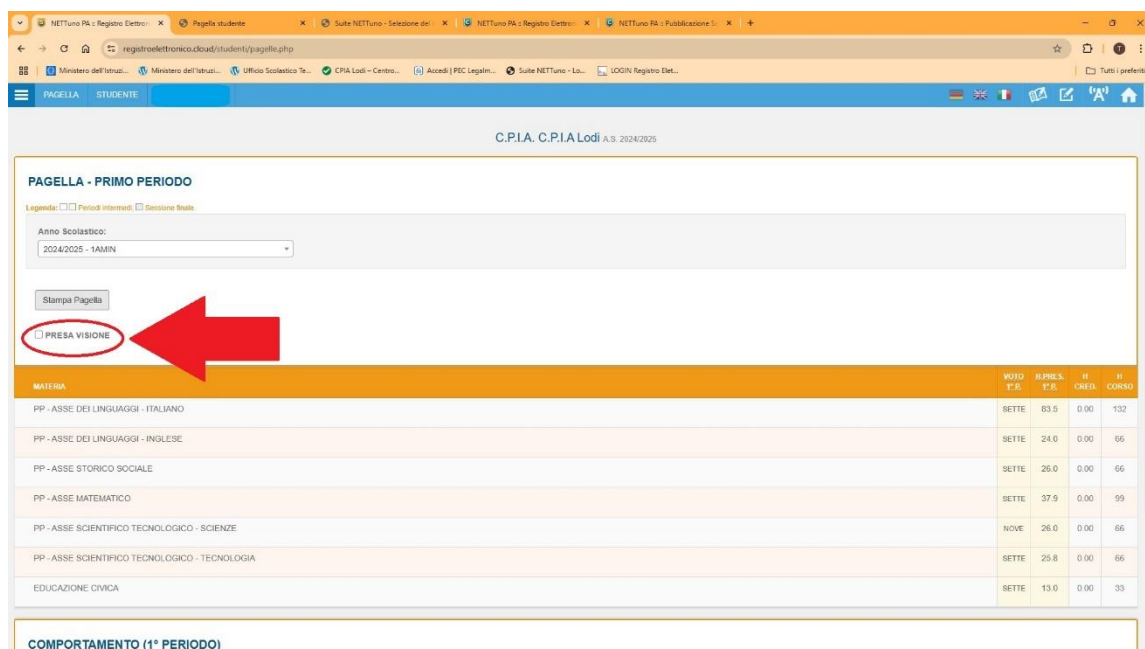 NETTuno PA :: Registro Elettron
Pagella studente
Suite NETTuno - Selezione del
NETTuno PA :: Registro Elettron
NETTuno PA :: Pubblicazione S
registroelettronico.cloud/studenti/pagelle.php
Ministero dell'Istruzi...
Ministero dell'Istruzi...
Ufficio Scolastico Te...
CPIA Lodi – Centro...
Accedi | PEC Legalm...
Suite NETTuno - Lo...
LOGIN Registro Elet...
Tutti i preferiti
PAGELLA STUDENTE
C.P.I.A. C.P.I.A Lodi A.S. 2024/2025
PAGELLA - PRIMO PERIODO
Legenda: Periodi intermedi; Sessione finale
Anno Scolastico:
2024/2025 - 1AMIN
Stampa Pagella
PRESA VISIONE
MATERIA VOTO 1° P. H.PRES. 1° P. H CRED. H CORSO
PP - ASSE DEI LINGUAGGI - ITALIANO SETTE 83.5 0.00 132
PP - ASSE DEI LINGUAGGI - INGLESE SETTE 24.0 0.00 66
PP - ASSE STORICO SOCIALE SETTE 26.0 0.00 66
PP - ASSE MATEMATICO SETTE 37.9 0.00 99
PP - ASSE SCIENTIFICO TECNOLOGICO - SCIENZE NOVE 26.0 0.00 66
PP - ASSE SCIENTIFICO TECNOLOGICO - TECNOLOGIA SETTE 25.8 0.00 66
EDUCAZIONE CIVICA SETTE 13.0 0.00 33
COMPORTAMENTO (1° PERIODO)